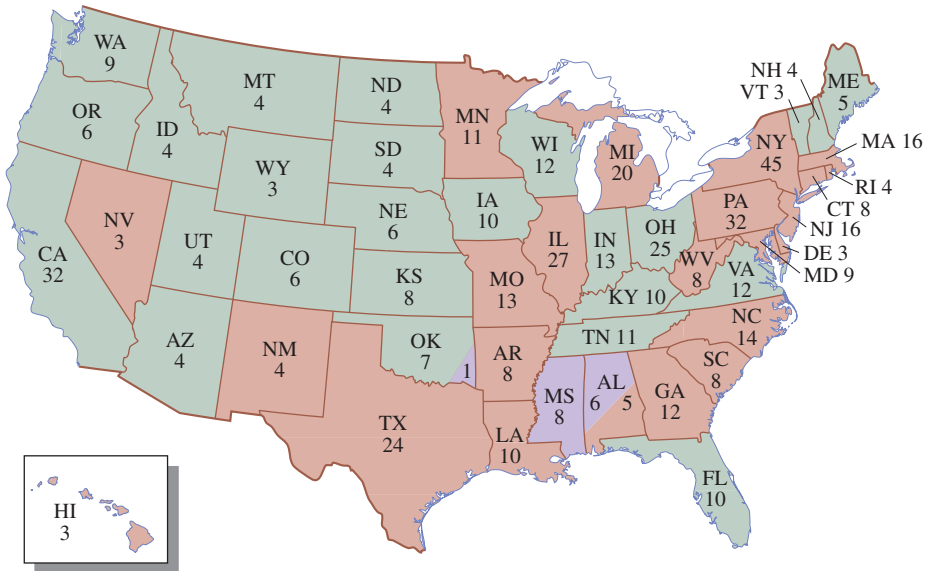 WA
9
MT
4
ND
4
MN
11
OR
6
ID
4
SD
4
WI
12
MI
20
NH 4
VT 3
ME
5
NY
45
MA 16
WY
3
RI 4
CT 8
NJ 16
DE 3
MD 9
NE
6
IA
10
PA
32
NV
3
UT
4
CO
6
IL
27
IN
13
OH
25
WV
8
VA
12
CA
32
KS
8
MO
13
KY 10
NC
14
TN 11
AZ
4
NM
4
OK
7
1
AR
8
SC
8
MS
8
AL
6
5
GA
12
TX
24
LA
10
FL
10
HI
3